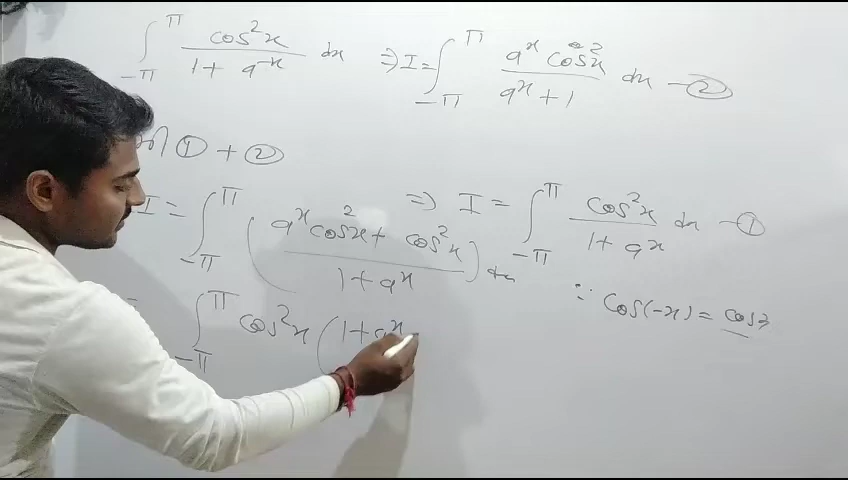 ∫_{-π}^{π} cos²x / (1 + a^{-x}) dx ⇒ I = ∫_{-π}^{π} a^x cos²x / (a^x + 1) dx —②
① + ②
I = ∫_{-π}^{π} (a^x cos²x + cos²x / (1 + a^x)) dx ⇒ I = ∫_{-π}^{π} cos²x / (1 + a^x) dx —①
∵ cos(-x) = cosx
∫_{-π}^{π} cos²x (1 + a^x